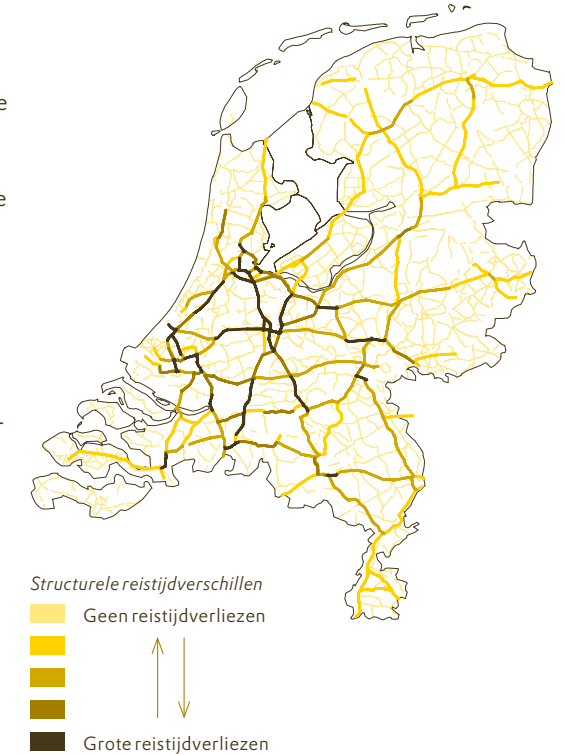 e
e
-
Structurele reistijdverschillen
Geen reistijdverliezen
Grote reistijdverliezen